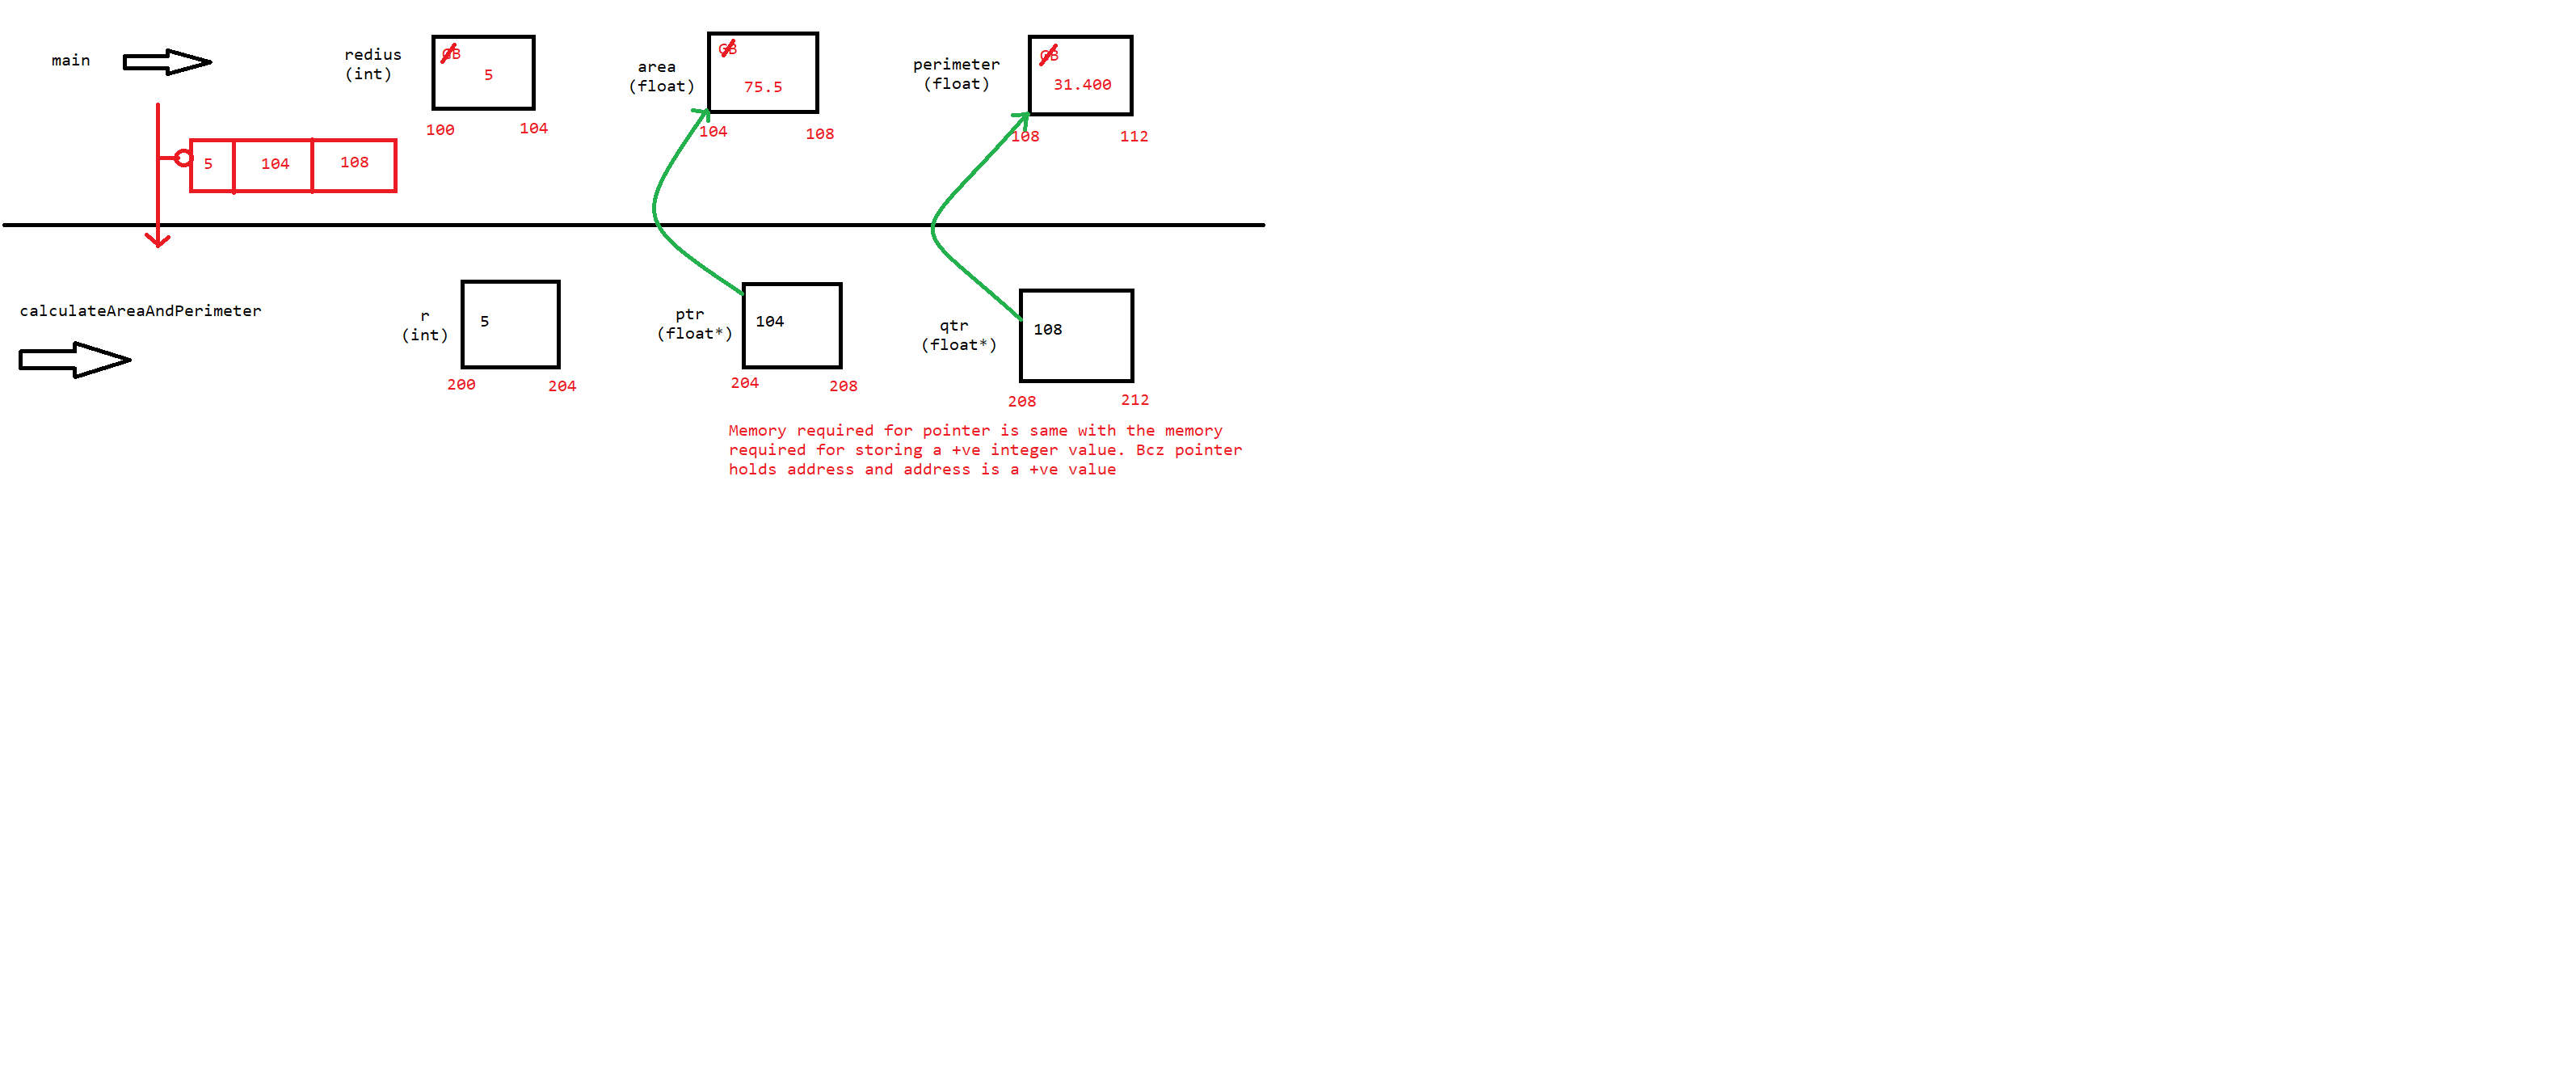 main
redius
(int)
GB
5
100
104
area
(float)
GB
75.5
104
108
perimeter
(float)
GB
31.400
108
112
5 104 108
calculateAreaAndPerimeter
r
(int)
5
200
204
ptr
(float*)
104
204
208
qtr
(float*)
108
208
212
Memory required for pointer is same with the memory
required for storing a +ve integer value. Bcz pointer
holds address and address is a +ve value